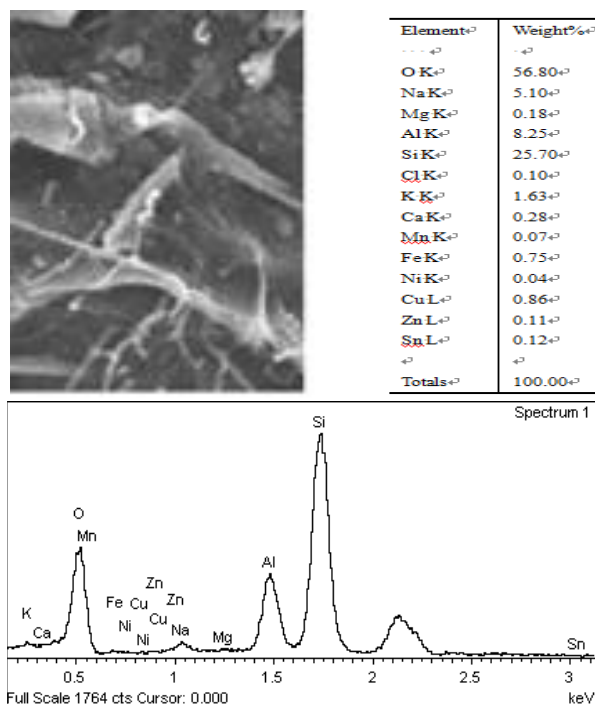 Element Weight%
O K 56.80
Na K 5.10
Mg K 0.18
Al K 8.25
Si K 25.70
Cl K 0.10
K K 1.63
Ca K 0.28
Mn K 0.07
Fe K 0.75
Ni K 0.04
Cu L 0.86
Zn L 0.11
Sn L 0.12
Totals 100.00
Spectrum 1
Si
O
Mn
Al
Zn
K Fe Cu Zn
Ca Ni Cu Na Mg Sn
Ni
0.5 1 1.5 2 2.5 3
Full Scale 1764 cts Cursor: 0.000 keV